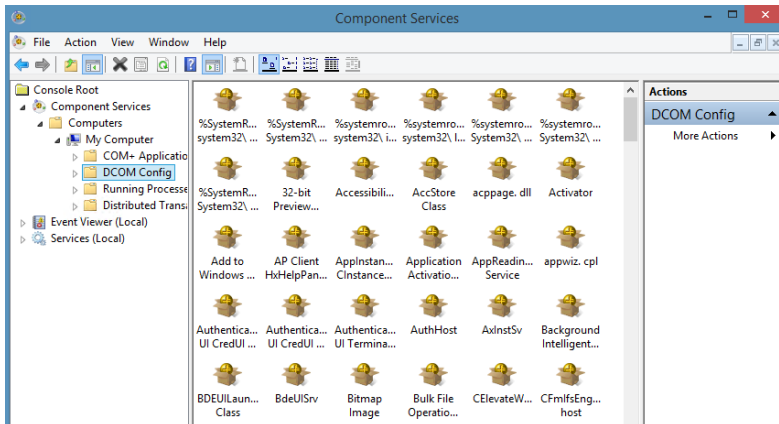 Component Services
File Action View Window Help
Console Root
Component Services
Computers
My Computer
COM+ Applicatio
DCOM Config
Running Processe
Distributed Transa
Event Viewer (Local)
Services (Local)
%SystemR... %SystemR... %systemro... %systemro... %systemro... %systemro...
system32\ ... System32\ ... system32\ i... system32\ l... System32\ ... System32\ ...
%SystemR... 32-bit Accessibili... AccStore acppage. dll Activator
System32\ ... Preview... Class
Add to AP Client AppInstan... Application AppReadin... appwiz. cpl
Windows ... HxHelpPan... CInstance... Activatio... Service
Authentica... Authentica... Authentica... AuthHost AxInstSv Background
UI CredUI ... UI CredUI ... UI Termina... Intelligent...
BDEUILaun... BdeUISrv Bitmap Bulk File CElevateW... CFmIfsEng...
Class Image Operatio... host
Actions
DCOM Config
More Actions